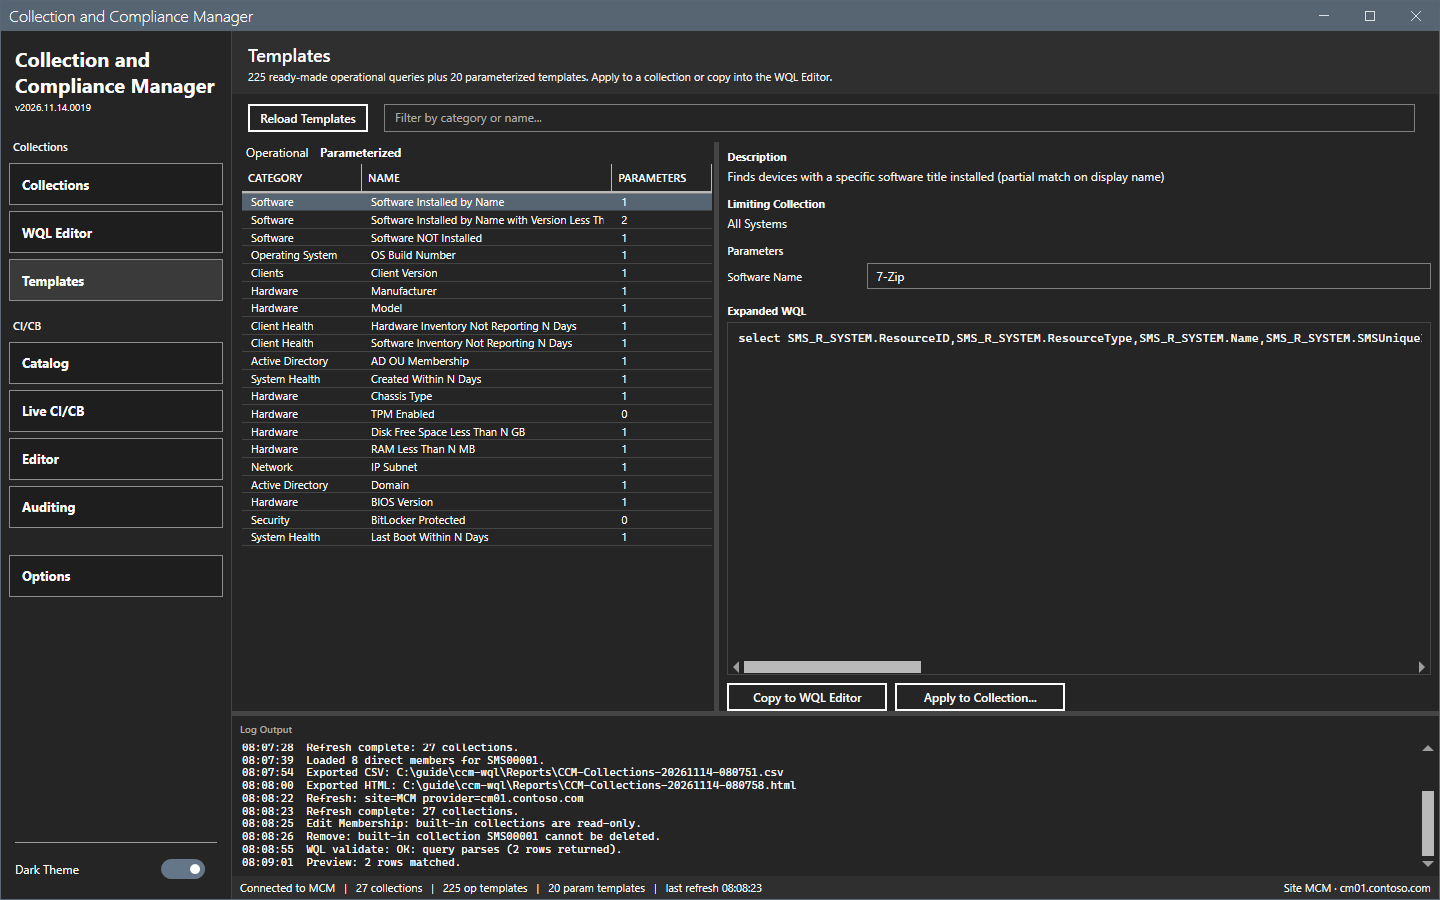 Collection and Compliance Manager
Collection and
Compliance Manager
v2026.11.14.0019
Collections
Collections
WQL Editor
Templates
CI/CB
Catalog
Live CI/CB
Editor
Auditing
Options
Dark Theme
Templates
225 ready-made operational queries plus 20 parameterized templates. Apply to a collection or copy into the WQL Editor.
Reload Templates
Filter by category or name...
Operational Parameterized
CATEGORY NAME PARAMETERS
Software Software Installed by Name 1
Software Software Installed by Name with Version Less Th 2
Software Software NOT Installed 1
Operating System OS Build Number 1
Clients Client Version 1
Hardware Manufacturer 1
Hardware Model 1
Client Health Hardware Inventory Not Reporting N Days 1
Client Health Software Inventory Not Reporting N Days 1
Active Directory AD OU Membership 1
System Health Created Within N Days 1
Hardware Chassis Type 1
Hardware TPM Enabled 0
Hardware Disk Free Space Less Than N GB 1
Hardware RAM Less Than N MB 1
Network IP Subnet 1
Active Directory Domain 1
Hardware BIOS Version 1
Security BitLocker Protected 0
System Health Last Boot Within N Days 1
Description
Finds devices with a specific software title installed (partial match on display name)
Limiting Collection
All Systems
Parameters
Software Name 7-Zip
Expanded WQL
select SMS_R_SYSTEM.ResourceID,SMS_R_SYSTEM.ResourceType,SMS_R_SYSTEM.Name,SMS_R_SYSTEM.SMSUnique
Copy to WQL Editor
Apply to Collection...
Log Output
08:07:28 Refresh complete: 27 collections.
08:07:39 Loaded 8 direct members for SMS00001.
08:07:54 Exported CSV: C:\guide\ccm-wql\Reports\CCM-Collections-20261114-080751.csv
08:08:00 Exported HTML: C:\guide\ccm-wql\Reports\CCM-Collections-20261114-080758.html
08:08:22 Refresh: site=MCM provider=cm01.contoso.com
08:08:23 Refresh complete: 27 collections.
08:08:25 Edit Membership: built-in collections are read-only.
08:08:26 Remove: built-in collection SMS00001 cannot be deleted.
08:08:55 WQL validate: OK: query parses (2 rows returned).
08:09:01 Preview: 2 rows matched.
Connected to MCM | 27 collections | 225 op templates | 20 param templates | last refresh 08:08:23
Site MCM · cm01.contoso.com